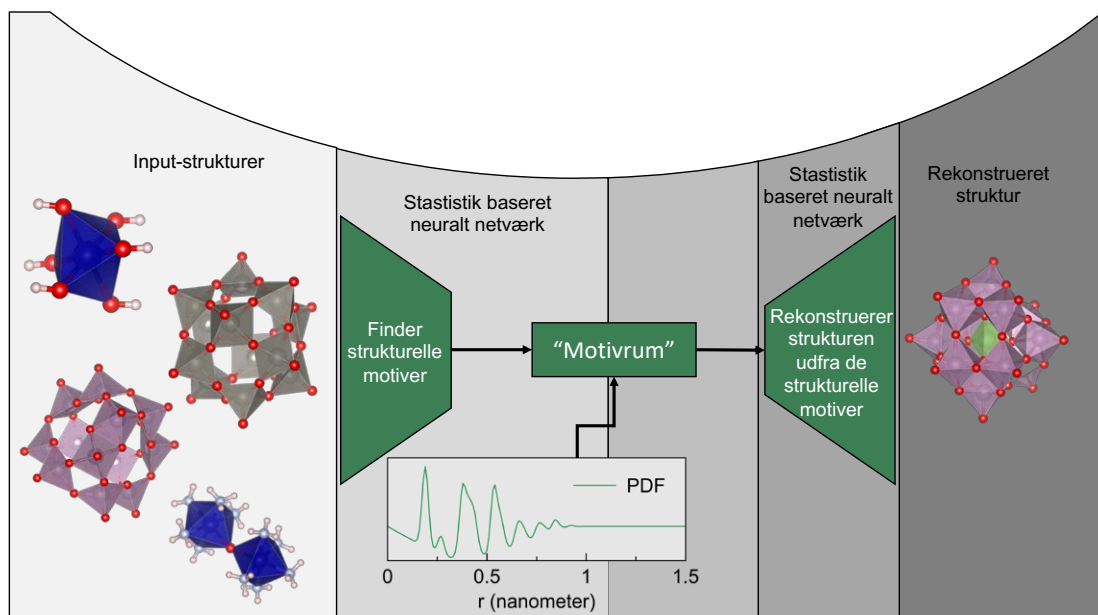 Input-strukturer
Stastistik baseret
neuralt netværk
Stastistik
baseret neuralt
netværk
Rekonstrueret
struktur
Finder
strukturelle
motiver
“Motivrum”
Rekonstruerer
strukturen
udfra de
strukturelle
motiver
PDF
0 0.5 1 1.5
r (nanometer)